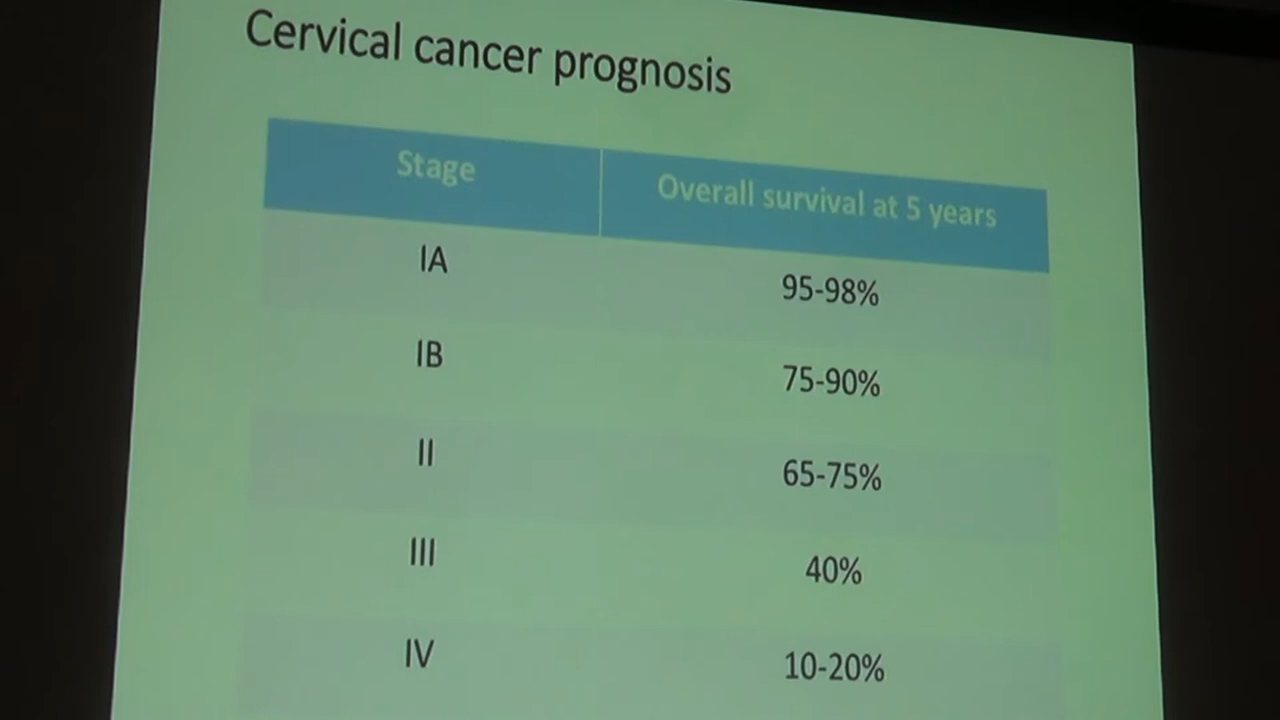 Cervical cancer prognosis
Stage Overall survival at 5 years
IA 95-98%
IB 75-90%
II 65-75%
III 40%
IV 10-20%